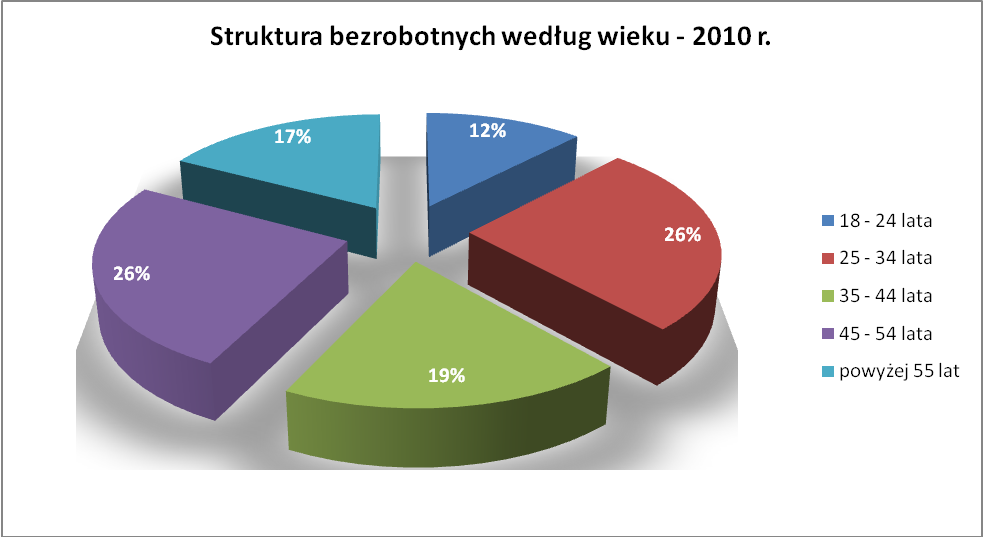 Struktura bezrobotnych według wieku - 2010 r.
17%
12%
26%
26%
19%
18 - 24 lata
25 - 34 lata
35 - 44 lata
45 - 54 lata
powyżej 55 lat